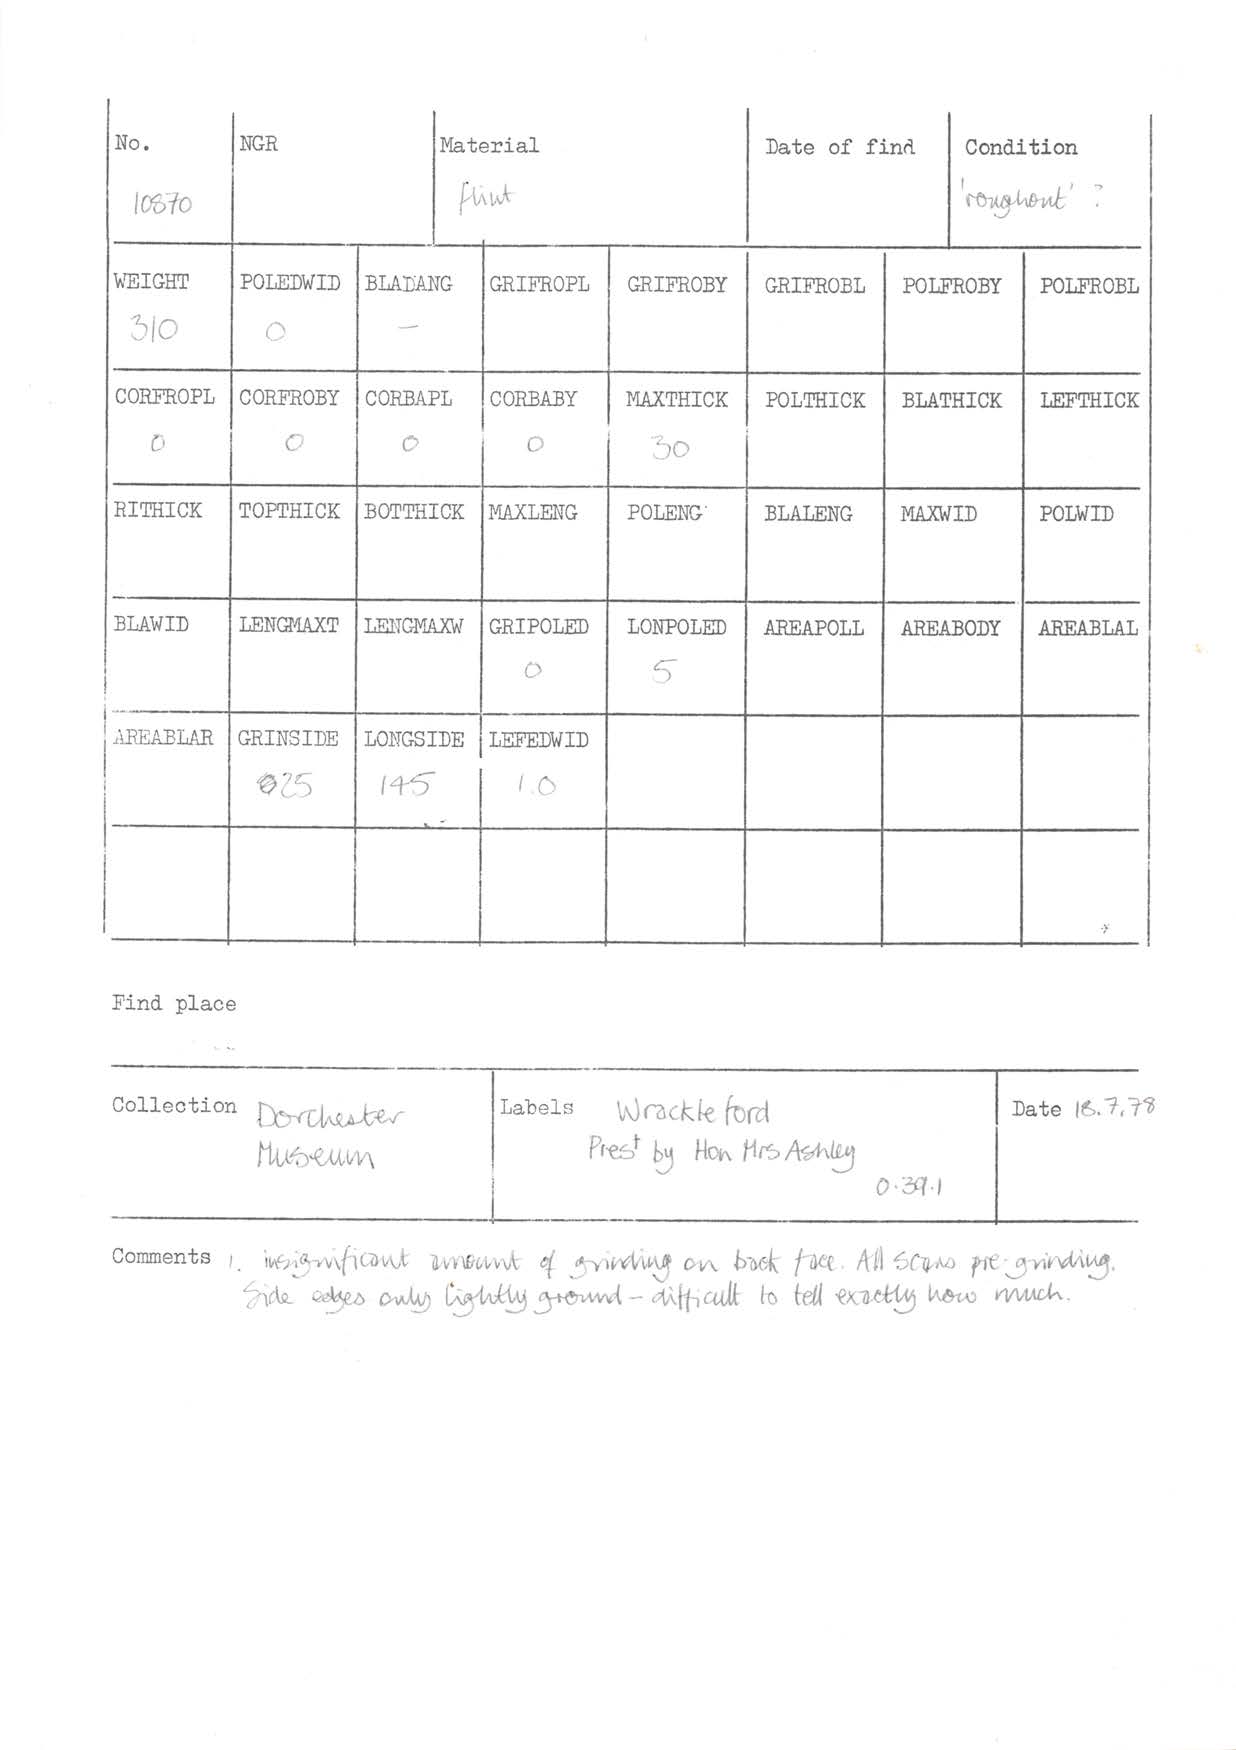 No. NGR Material Date of find Condition
10870 flint 'roughout' ?
WEIGHT POLEDWID BLADANG GRIFROPL GRIFROBY GRIFROBL POLFROBY POLFROBL
310 0 —
CORFROPL CORFROBY CORBAPL CORBABY MAXTHICK POLTHICK BLATHICK LEFTHICK
0 0 0 0 30
RITHICK TOPTHICK BOTTHICK MAXLENG POLENG BLALENG MAXWID POLWID
BLAWID LENGMAXT LENGMAXW GRIPOLED LONPOLED AREAPOLL AREABODY AREABLAL
0 5
AREABLAR GRINSIDE LONGSIDE LEFEDWID
25 145 1.0
Find place
Collection Dorchester Labels Wrackleford Date 18.7.78
Museum Pres^t by Hon Mrs Ashley
0.39.1
Comments 1. insignificant amount of grinding on back face. All scars pre-grinding.
Side edges only lightly ground – difficult to tell exactly how much.